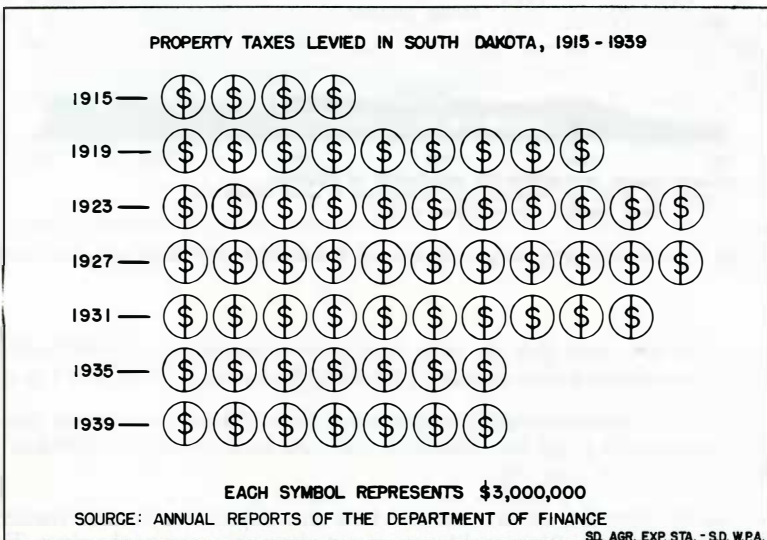 PROPERTY TAXES LEVIED IN SOUTH DAKOTA, 1915-1939
1915— $ $ $ $
1919— $ $ $ $ $ $ $ $ $
1923— $ $ $ $ $ $ $ $ $ $ $
1927— $ $ $ $ $ $ $ $ $ $ $
1931— $ $ $ $ $ $ $ $ $ $
1935— $ $ $ $ $ $ $
1939— $ $ $ $ $ $ $
EACH SYMBOL REPRESENTS $3,000,000
SOURCE: ANNUAL REPORTS OF THE DEPARTMENT OF FINANCE
SD. AGR. EXP. STA. - S.D. W.P.A.